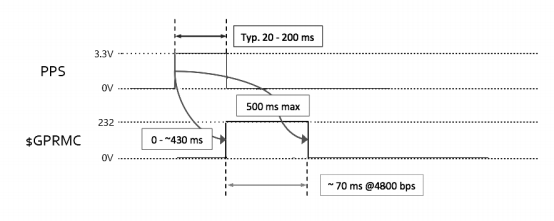 Typ. 20 - 200 ms
3.3V
PPS
0V
500 ms max
232
$GPRMC
0 - ~430 ms
0V
~ 70 ms @4800 bps